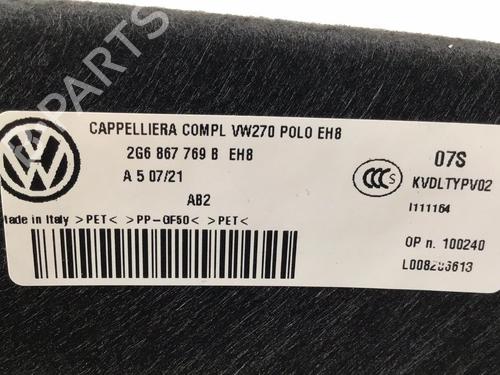 PARTS
CAPPELLIERA COMPL VW270 POLO EH8
2G6 867 769 B EH8
A 5 07/21
AB2
Made in Italy >PET< >PP-GF50< >PET<
07S
KVDLTYPV02
I111164
OP n. 100240